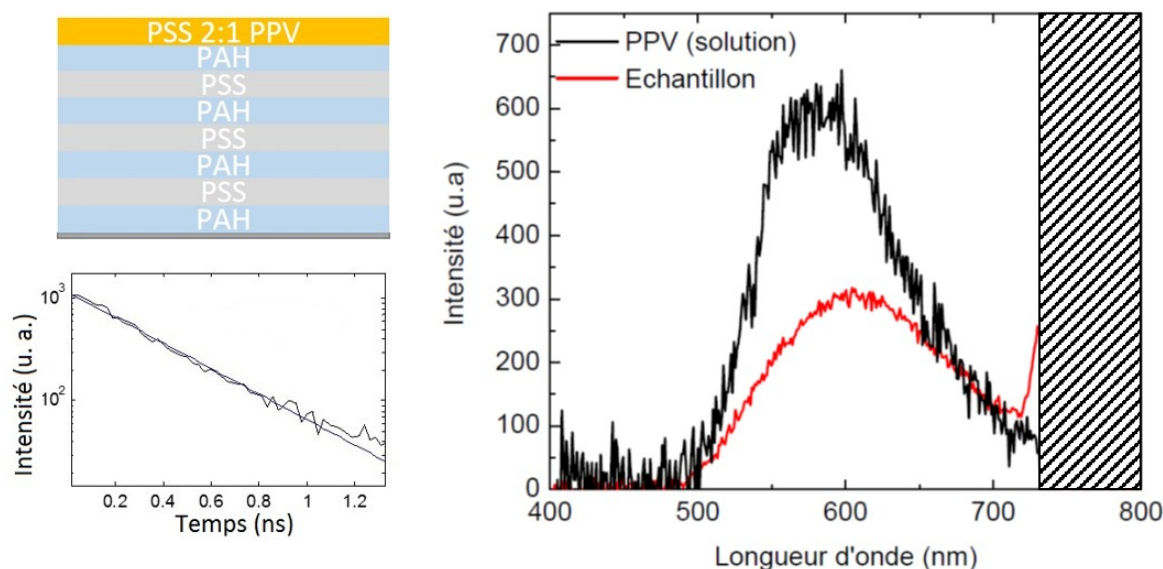 PSS 2:1 PPV
PAH
PSS
PAH
PSS
PAH
PSS
PAH
Intensité (u. a.)
10³
10²
0.2 0.4 0.6 0.8 1 1.2
Temps (ns)
PPV (solution)
Echantillon
Intensité (u.a)
700
600
500
400
300
200
100
0
400 500 600 700 800
Longueur d'onde (nm)